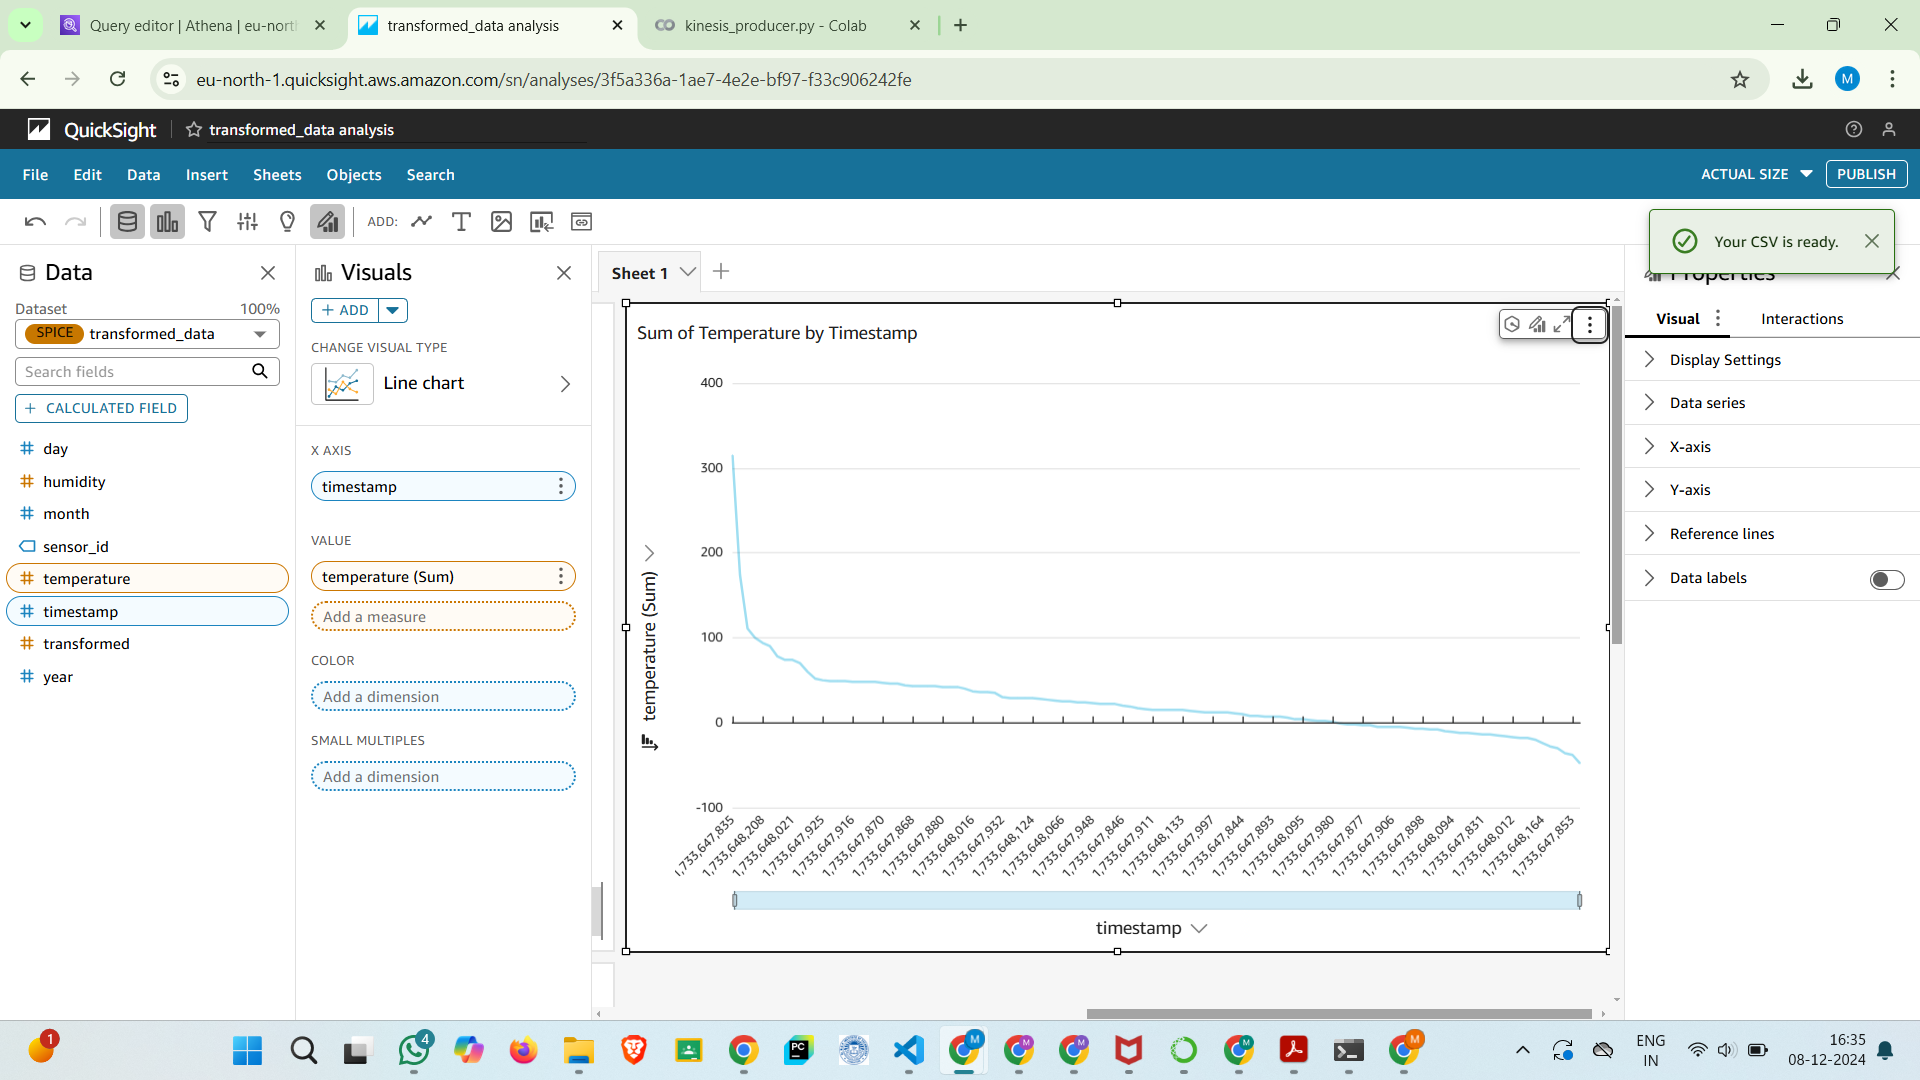 Query editor | Athena | eu-nort
transformed_data analysis
kinesis_producer.py - Colab
eu-north-1.quicksight.aws.amazon.com/sn/analyses/3f5a336a-1ae7-4e2e-bf97-f33c906242fe
M
QuickSight
transformed_data analysis
File Edit Data Insert Sheets Objects Search
ACTUAL SIZE
PUBLISH
ADD:
Your CSV is ready.
Data
Dataset 100%
SPICE transformed_data
Search fields
CALCULATED FIELD
day
humidity
month
sensor_id
temperature
timestamp
transformed
year
Visuals
+ ADD
CHANGE VISUAL TYPE
Line chart
X AXIS
timestamp
VALUE
temperature (Sum)
Add a measure
COLOR
Add a dimension
SMALL MULTIPLES
Add a dimension
Sheet 1
Sum of Temperature by Timestamp
temperature (Sum)
400
300
200
100
0
-100
1,733,647,835
1,733,648,208
1,733,648,021
1,733,647,925
1,733,647,916
1,733,647,870
1,733,647,868
1,733,647,880
1,733,648,016
1,733,647,932
1,733,648,124
1,733,648,066
1,733,647,948
1,733,647,846
1,733,647,911
1,733,648,133
1,733,647,997
1,733,647,844
1,733,647,893
1,733,648,095
1,733,647,980
1,733,647,877
1,733,647,906
1,733,647,898
1,733,648,094
1,733,647,831
1,733,648,012
1,733,648,164
1,733,647,853
timestamp
Properties
Visual
Interactions
Display Settings
Data series
X-axis
Y-axis
Reference lines
Data labels
1
4
PC
M
M
M
M
M
ENG
IN
16:35
08-12-2024